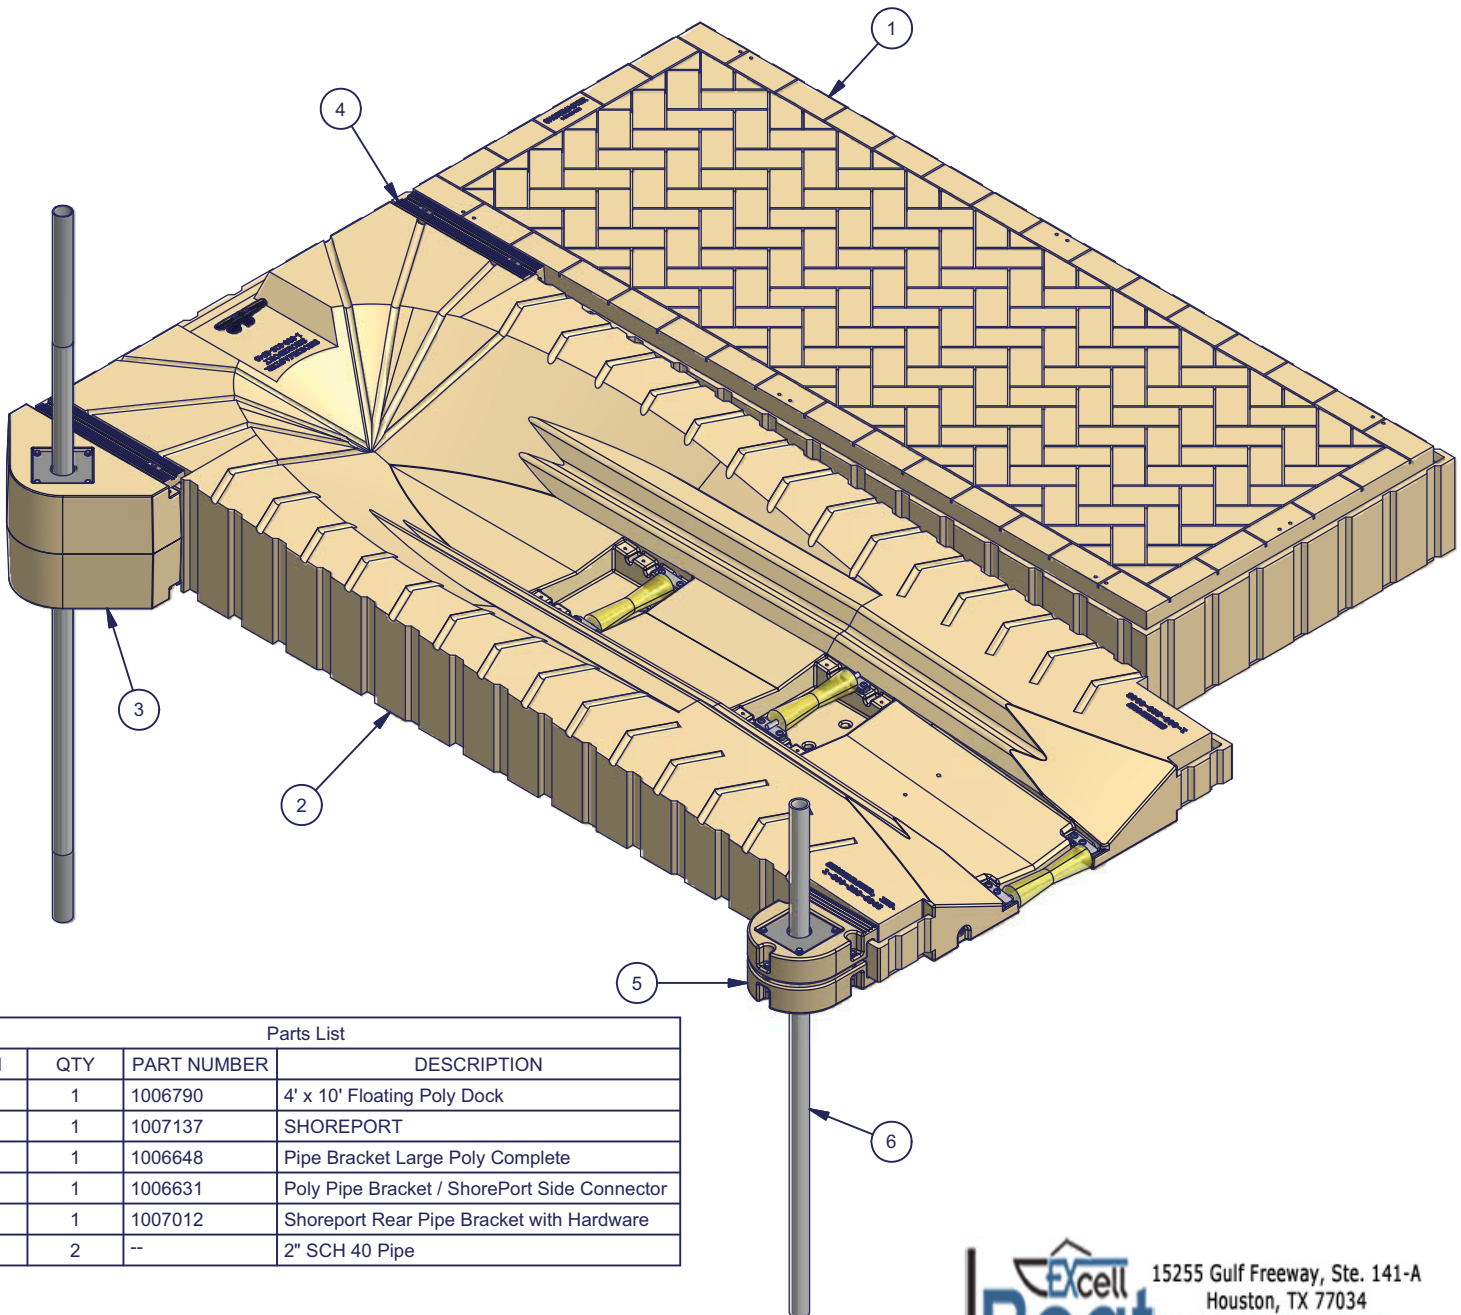 1
4
3
2
5
6
Parts List
QTY PART NUMBER DESCRIPTION
1 1006790 4' x 10' Floating Poly Dock
1 1007137 SHOREPORT
1 1006648 Pipe Bracket Large Poly Complete
1 1006631 Poly Pipe Bracket / ShorePort Side Connector
1 1007012 Shoreport Rear Pipe Bracket with Hardware
2 -- 2" SCH 40 Pipe
EXcell
Boat
15255 Gulf Freeway, Ste. 141-A
Houston, TX 77034